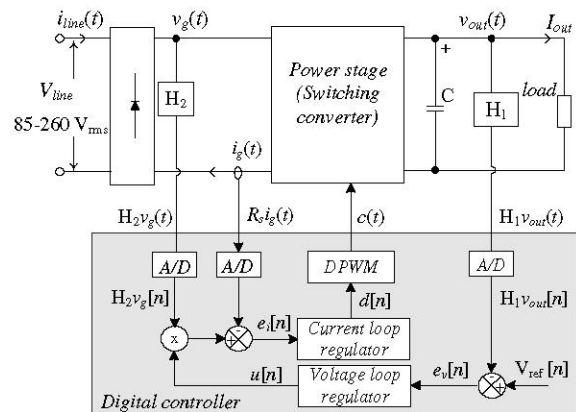 i_line(t)
v_g(t)
v_out(t)
I_out
V_line
85-260 V_rms
H_2
Power stage
(Switching
converter)
+
C
H_1
load
i_g(t)
H_2v_g(t)
R_si_g(t)
c(t)
H_1v_out(t)
A/D
A/D
DPWM
A/D
H_2v_g[n]
d[n]
H_1v_out[n]
x
+
-
e_i[n]
Current loop
regulator
u[n]
Voltage loop
regulator
e_v[n]
-
+
V_ref[n]
Digital controller